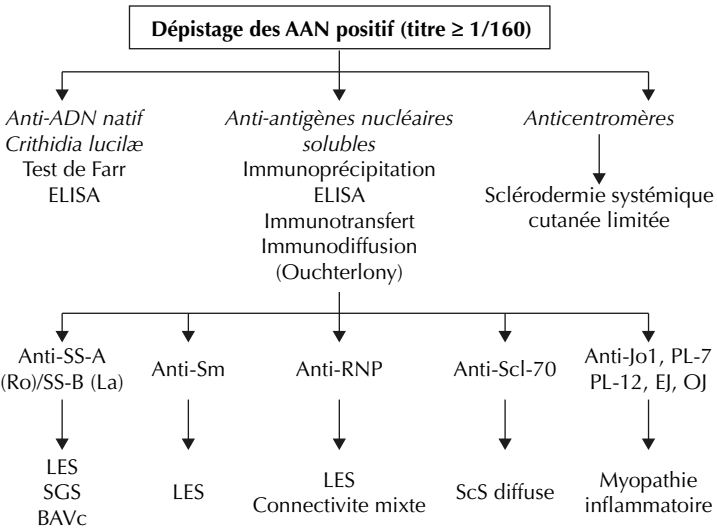 Dépistage des AAN positif (titre ≥ 1/160)
Anti-ADN natif
Crithidia lucilæ
Test de Farr
ELISA
Anti-antigènes nucléaires
solubles
Immunoprécipitation
ELISA
Immunotransfert
Immunodiffusion
(Ouchterlony)
Anticentromères
Sclérodermie systémique
cutanée limitée
Anti-SS-A
(Ro)/SS-B (La)
Anti-Sm
Anti-RNP
Anti-Scl-70
Anti-Jo1, PL-7
PL-12, EJ, OJ
LES
SGS
BAVc
LES
LES
Connectivite mixte
ScS diffuse
Myopathie
inflammatoire